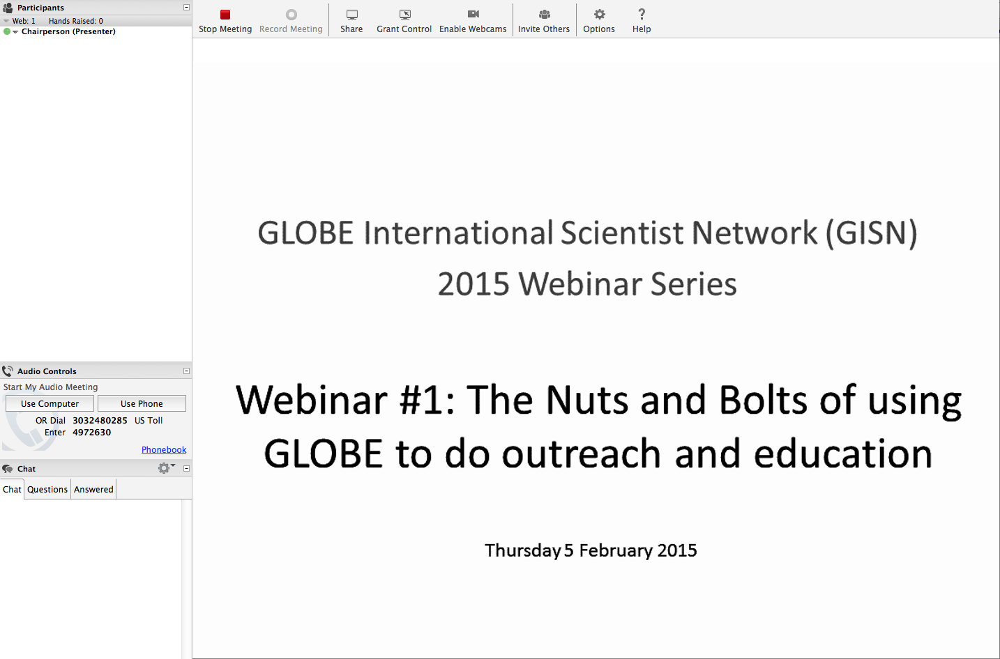 Participants
Web: 1 Hands Raised: 0
Chairperson (Presenter)
Audio Controls
Start My Audio Meeting
Use Computer Use Phone
OR Dial 3032480285 US Toll
Enter 4972630
Phonebook
Chat
Chat Questions Answered
Stop Meeting Record Meeting Share Grant Control Enable Webcams Invite Others Options Help
GLOBE International Scientist Network (GISN)
2015 Webinar Series
Webinar #1: The Nuts and Bolts of using
GLOBE to do outreach and education
Thursday 5 February 2015